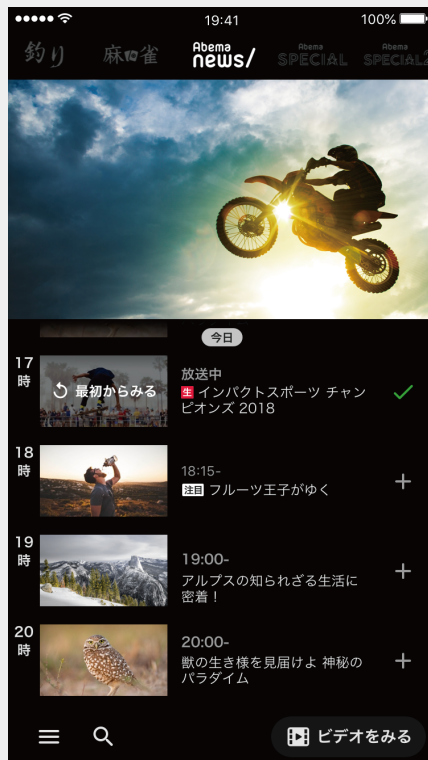 19:41
100%
釣り
麻雀
Abema
news/
Abema
SPECIAL
Abema
SPECIAL2
今日
17
時
最初からみる
放送中
生 インパクトスポーツ チャン
ピオンズ 2018
18
時
18:15-
注目 フルーツ王子がゆく
19
時
19:00-
アルプスの知られざる生活に
密着！
20
時
20:00-
獣の生き様を見届けよ 神秘の
パラダイム
ビデオをみる